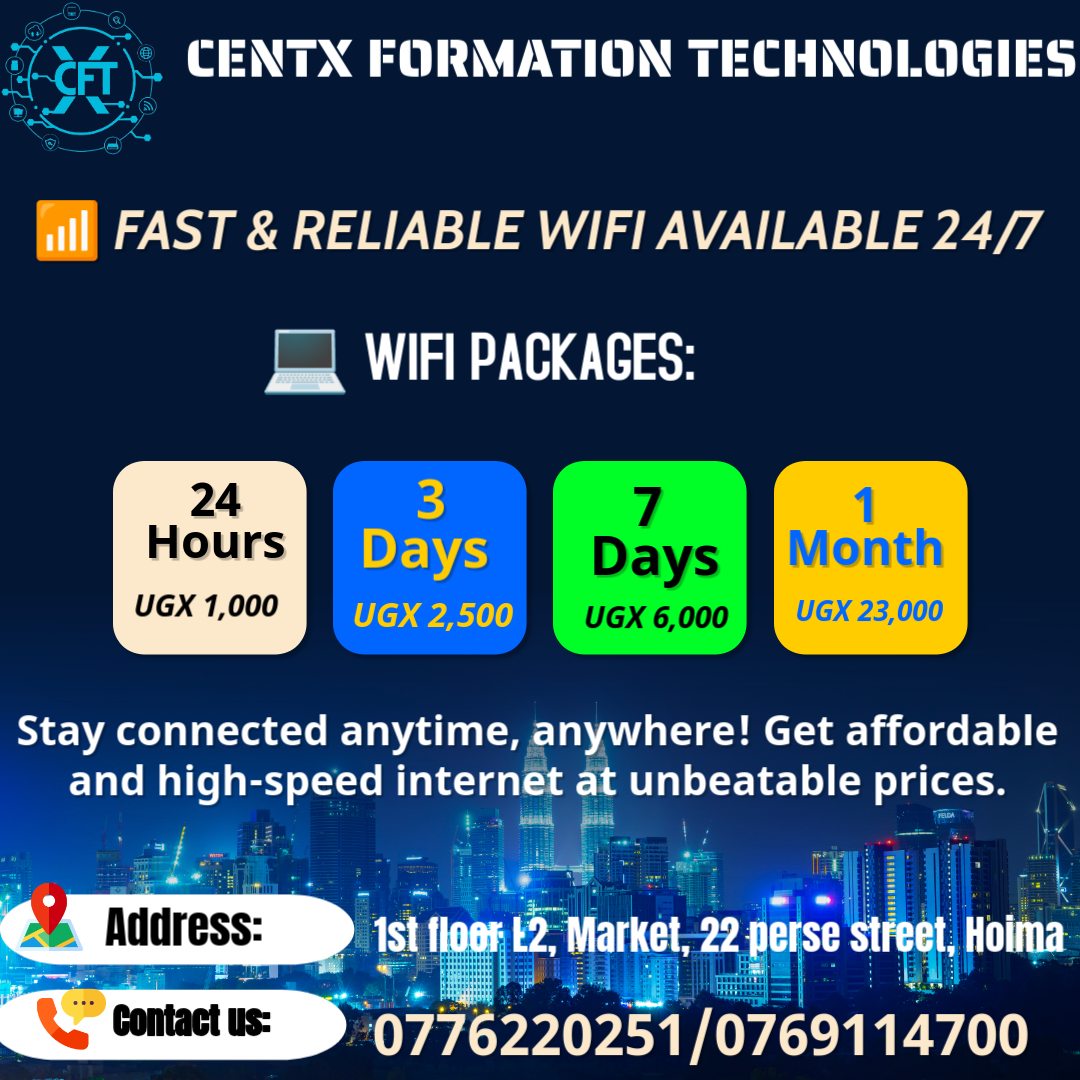 CFT
CENTX FORMATION TECHNOLOGIES
📶 FAST & RELIABLE WIFI AVAILABLE 24/7
💻 WIFI PACKAGES:
24
Hours
UGX 1,000
3
Days
UGX 2,500
7
Days
UGX 6,000
1
Month
UGX 23,000
Stay connected anytime, anywhere! Get affordable
and high-speed internet at unbeatable prices.
FELDA
Address:
1st floor L2, Market, 22 perse street, Hoima
Contact us:
0776220251/0769114700